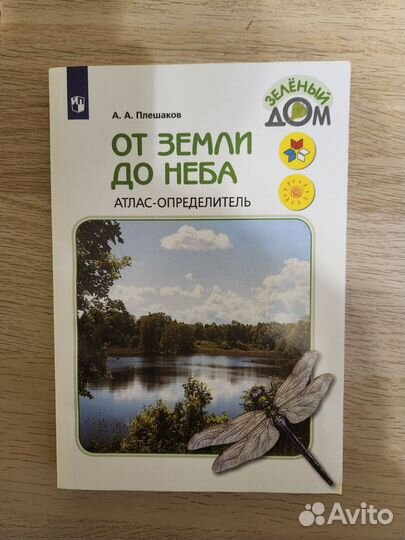 А. А. Плешаков
ЗЕЛЁНЫЙ
ДОМ
ОТ ЗЕМЛИ
ДО НЕБА
АТЛАС-ОПРЕДЕЛИТЕЛЬ
Avito